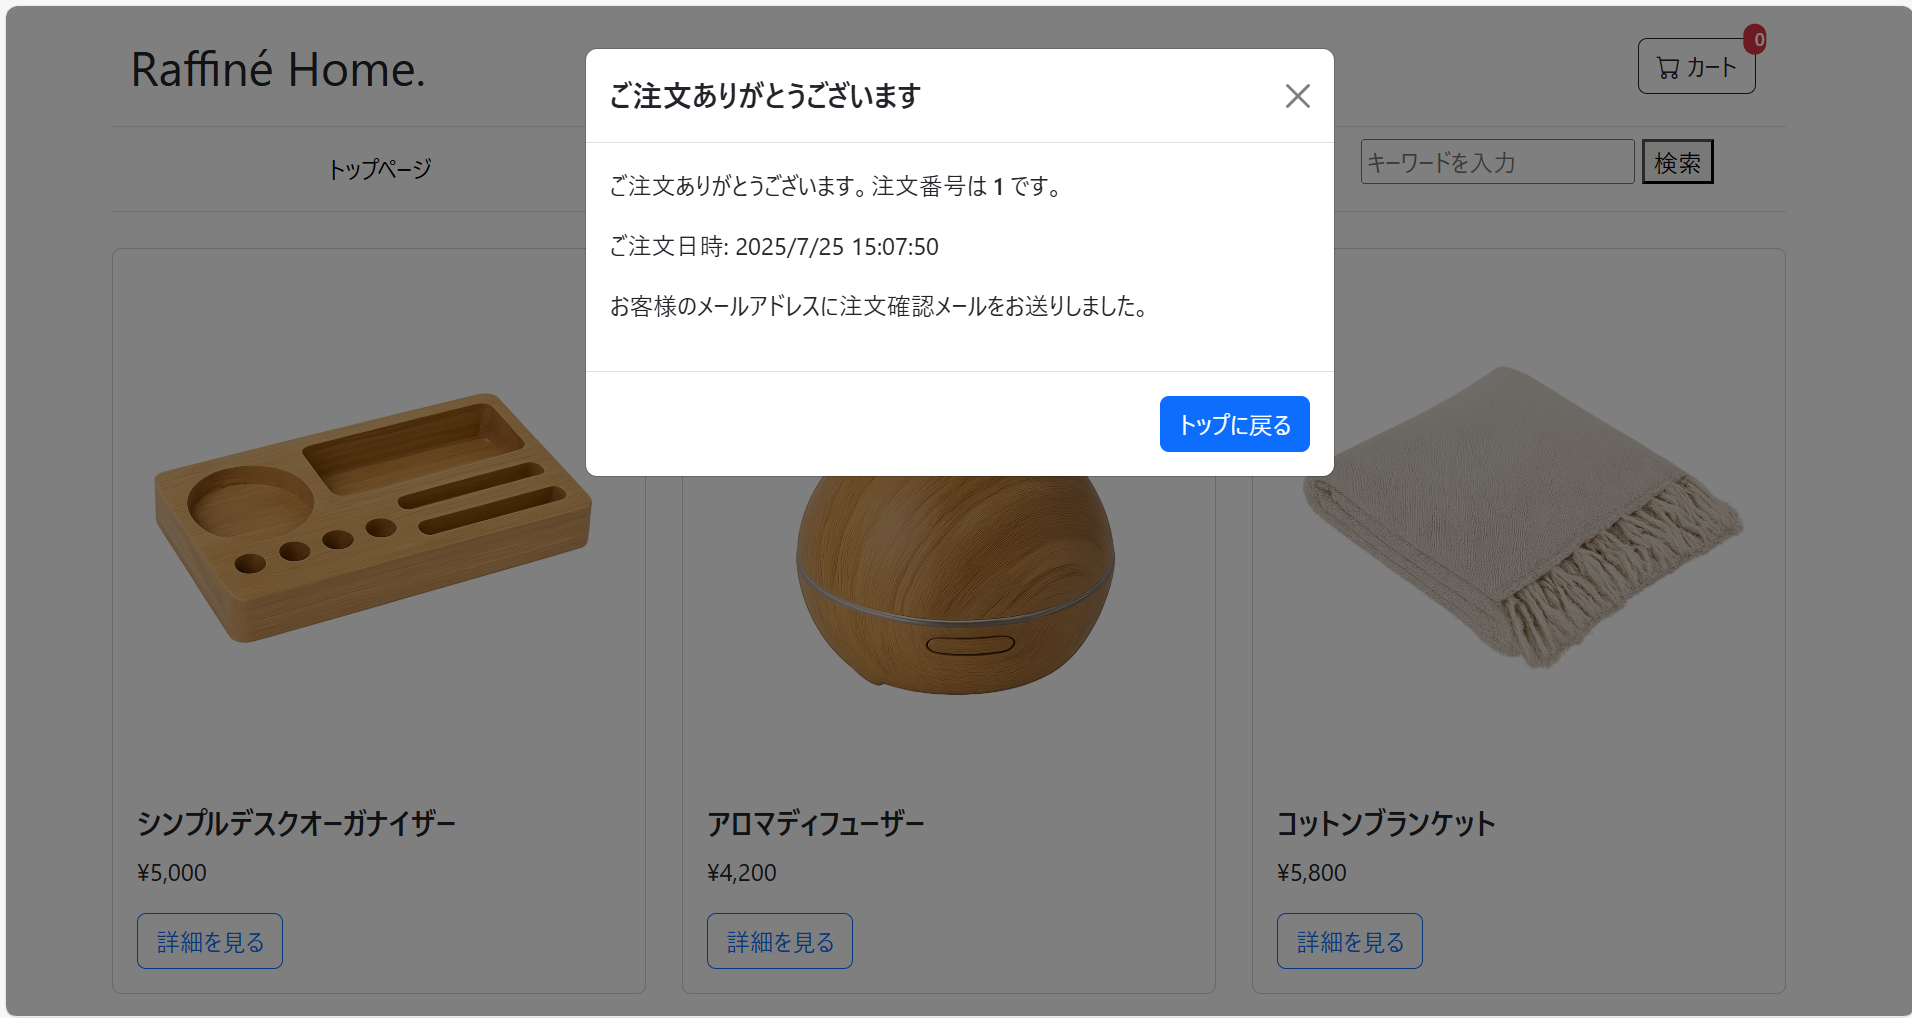 Raffiné Home.
0
カート
トップページ
キーワードを入力
検索
ご注文ありがとうございます
ご注文ありがとうございます。注文番号は 1 です。
ご注文日時: 2025/7/25 15:07:50
お客様のメールアドレスに注文確認メールをお送りしました。
トップに戻る
シンプルデスクオーガナイザー
¥5,000
詳細を見る
アロマディフューザー
¥4,200
詳細を見る
コットンブランケット
¥5,800
詳細を見る